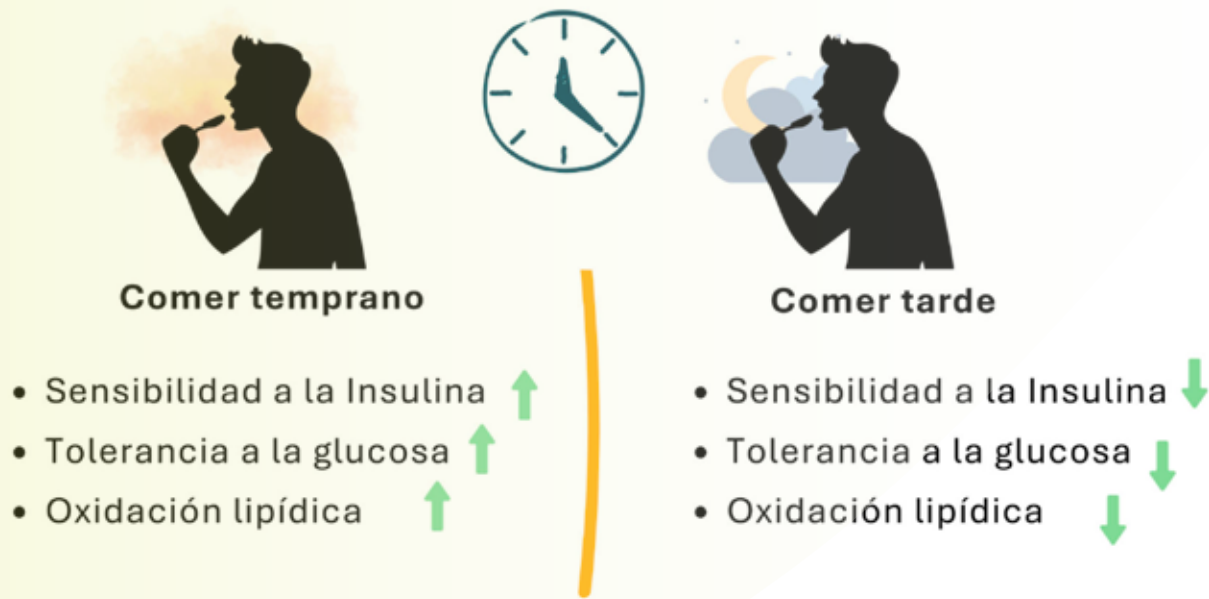 Comer temprano
• Sensibilidad a la Insulina
• Tolerancia a la glucosa
• Oxidación lipídica
Comer tarde
• Sensibilidad a la Insulina
• Tolerancia a la glucosa
• Oxidación lipídica